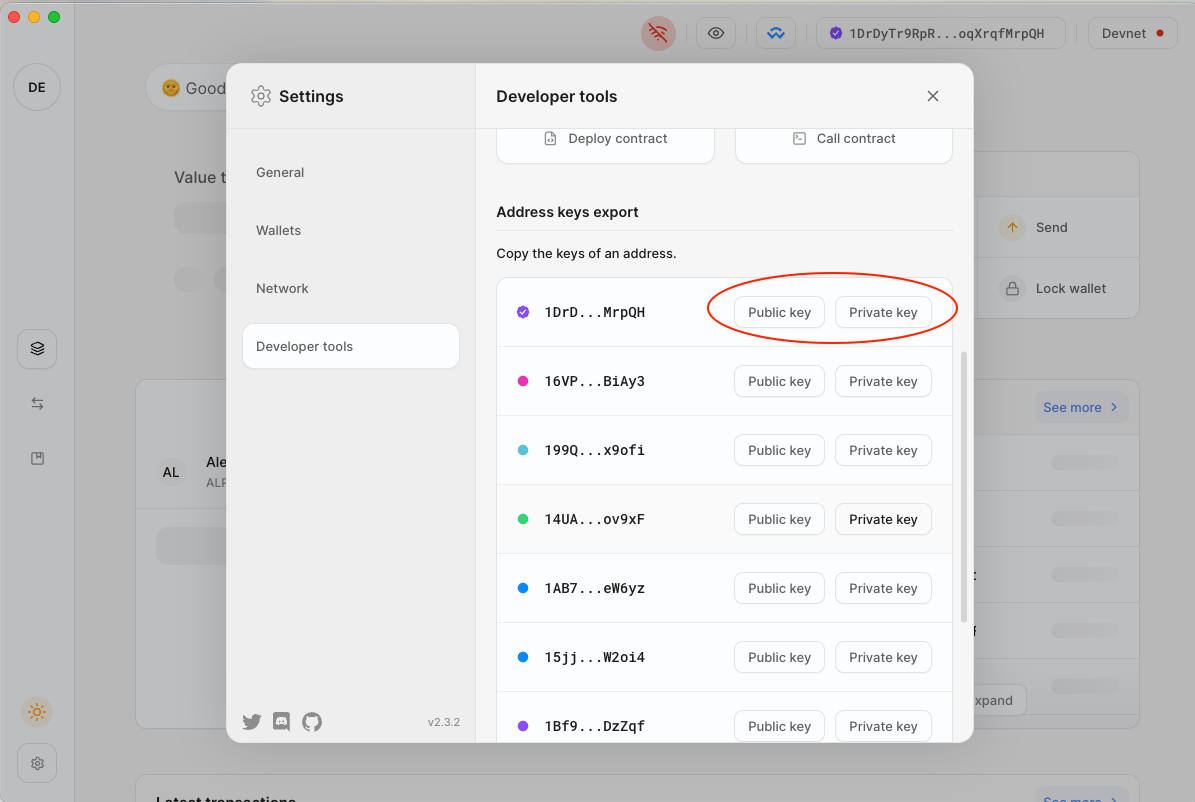 1DrDyTr9RpR...oqXrqfMrpQH
Devnet
DE
Good
Settings
Developer tools
Deploy contract
Call contract
General
Value t
Address keys export
Send
Wallets
Copy the keys of an address.
Network
Lock wallet
1DrD...MrpQH Public key Private key
Developer tools
16VP...BiAy3 Public key Private key
See more
199Q...x9ofi Public key Private key
AL
Ale
ALP
14UA...ov9xF Public key Private key
1AB7...eW6yz Public key Private key
15jj...W2oi4 Public key Private key
xpand
v2.3.2
1Bf9...DzZqf Public key Private key
Latest transactions
See more